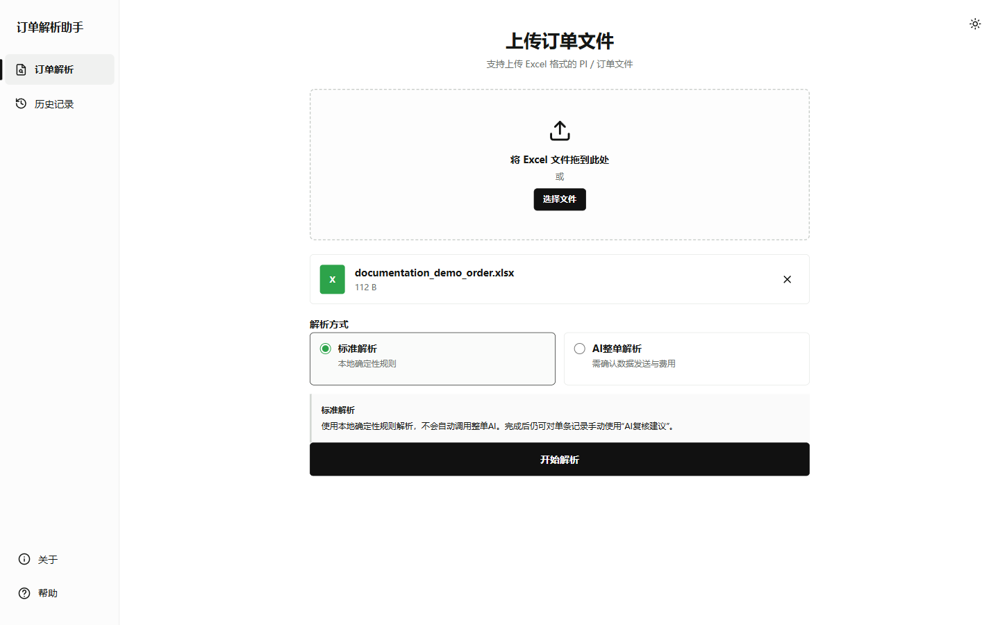 订单解析助手
订单解析
历史记录
关于
帮助
上传订单文件
支持上传 Excel 格式的 PI / 订单文件
将 Excel 文件拖到此处
或
选择文件
X
documentation_demo_order.xlsx
112 B
解析方式
标准解析
本地确定性规则
AI整单解析
需确认数据发送与费用
标准解析
使用本地确定性规则解析，不会自动调用整单AI。完成后仍可对单条记录手动使用“AI复核建议”。
开始解析